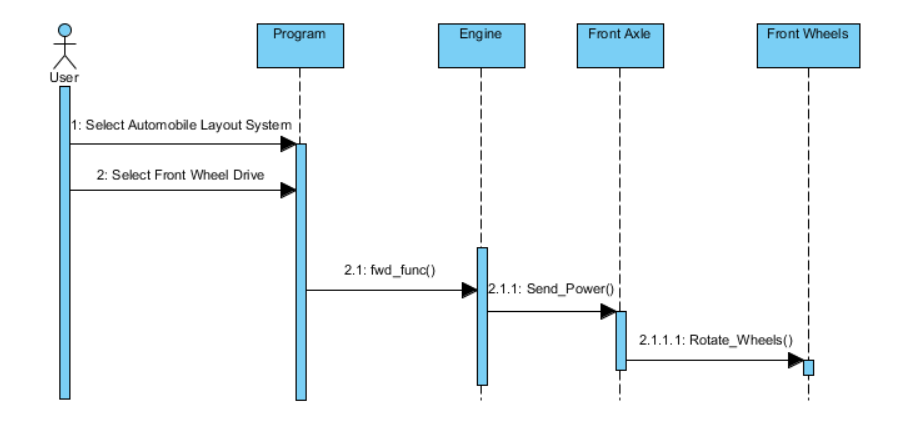 Program
Engine
Front Axle
Front Wheels
User
1: Select Automobile Layout System
2: Select Front Wheel Drive
2.1: fwd_func()
2.1.1: Send_Power()
2.1.1.1: Rotate_Wheels()